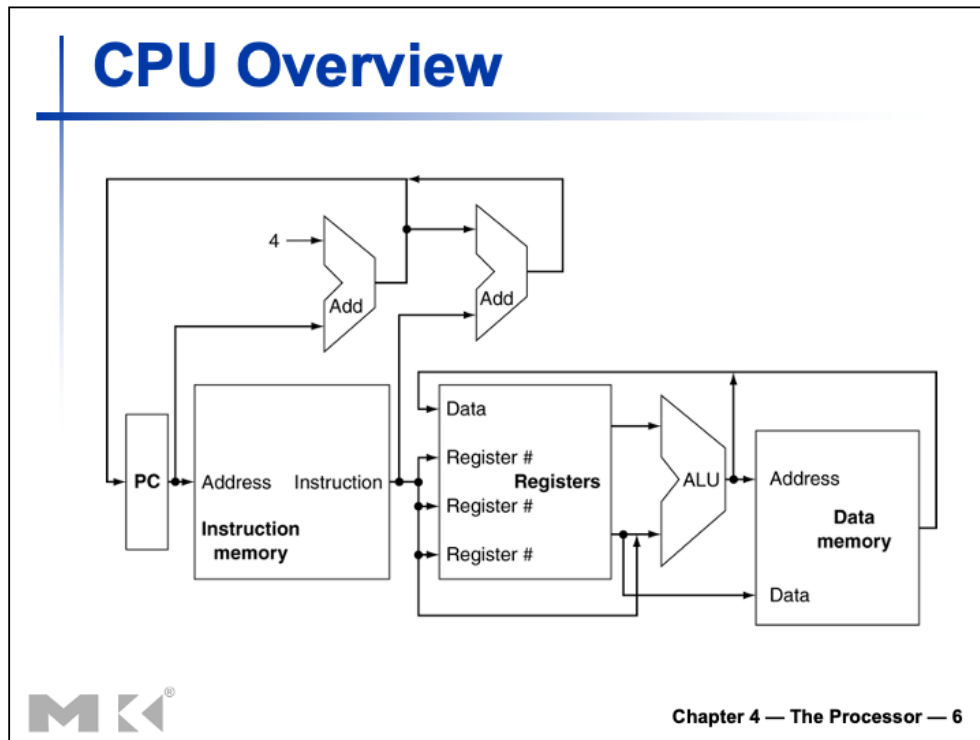 CPU Overview
4
Add
Add
Data
Register #
PC
Address
Instruction
Registers
ALU
Address
Register #
Instruction
memory
Data
memory
Register #
Data
MK®
Chapter 4 — The Processor — 6